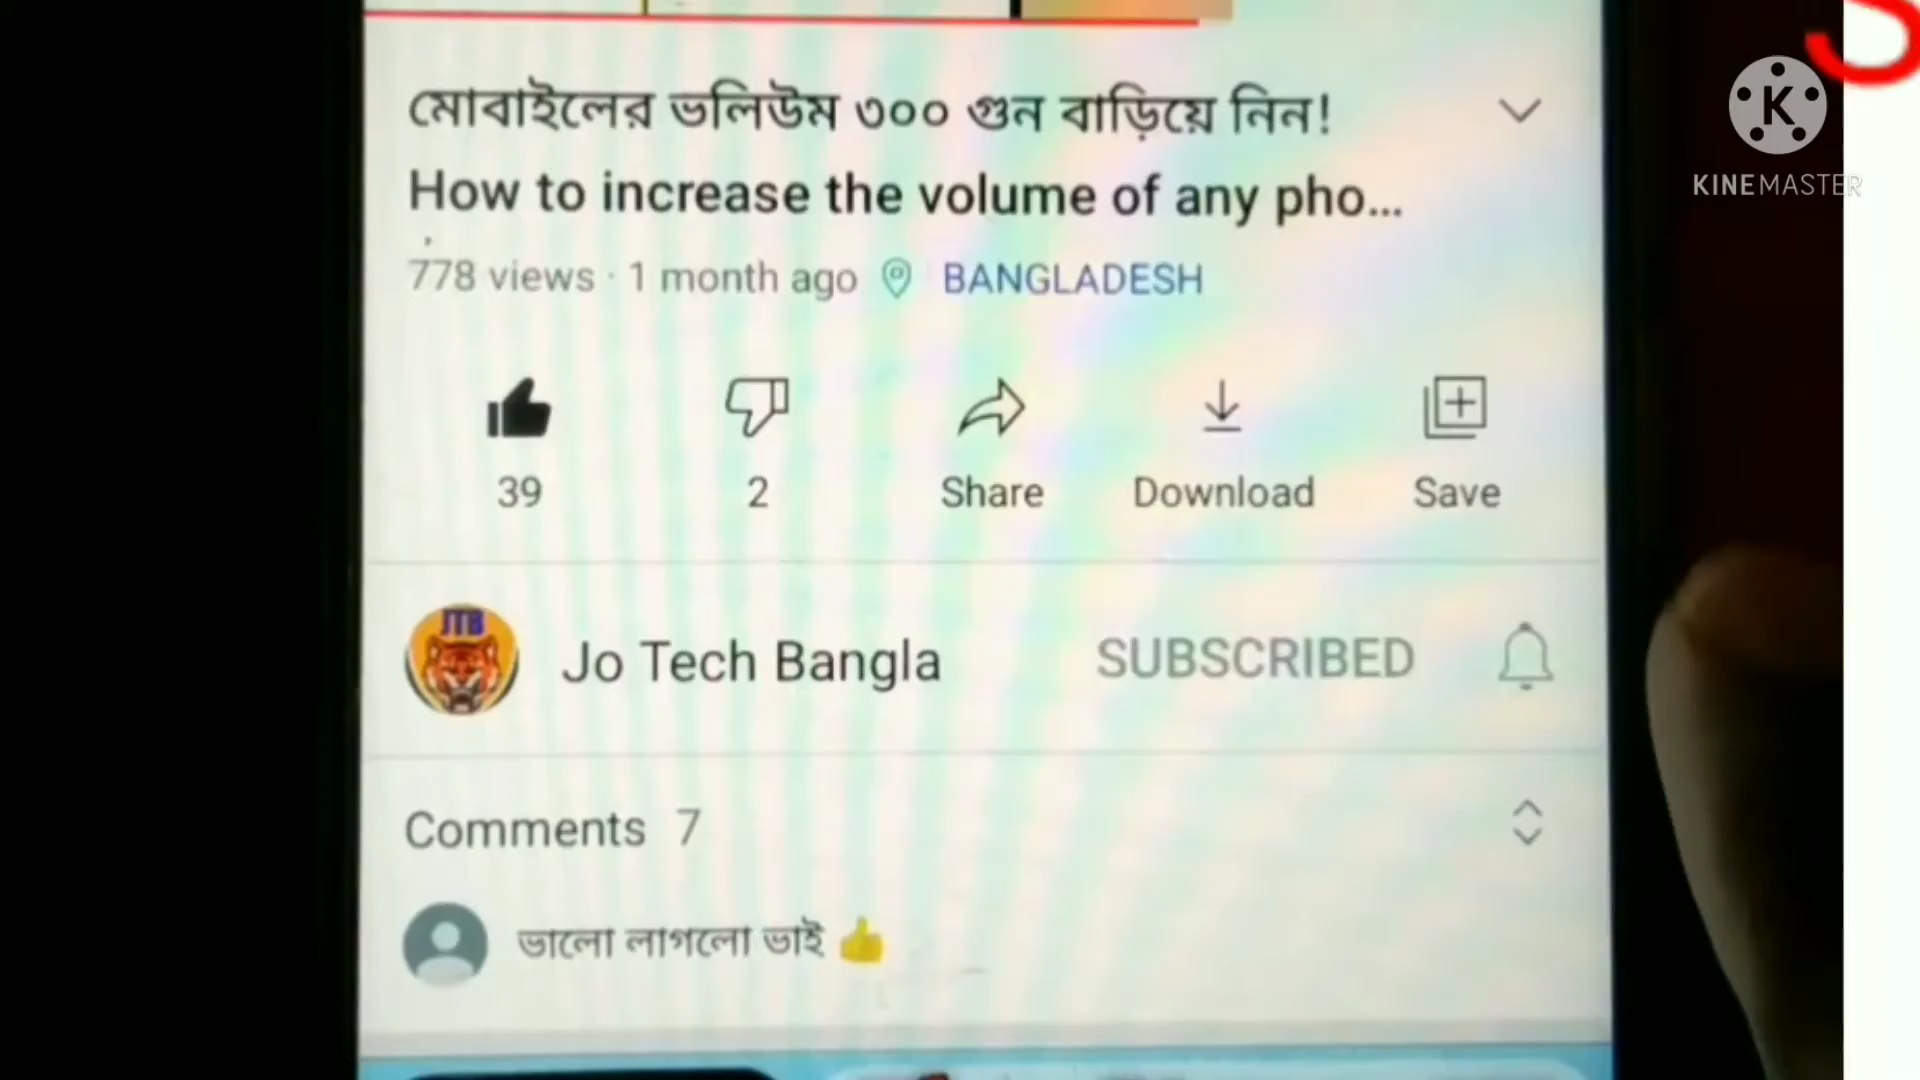 মোবাইলের ভলিউম ৩০০ গুন বাড়িয়ে নিন!
How to increase the volume of any pho...
778 views · 1 month ago BANGLADESH
39 2 Share Download Save
JTB
Jo Tech Bangla SUBSCRIBED
Comments 7
ভালো লাগলো ভাই 👍
K
KINEMASTER